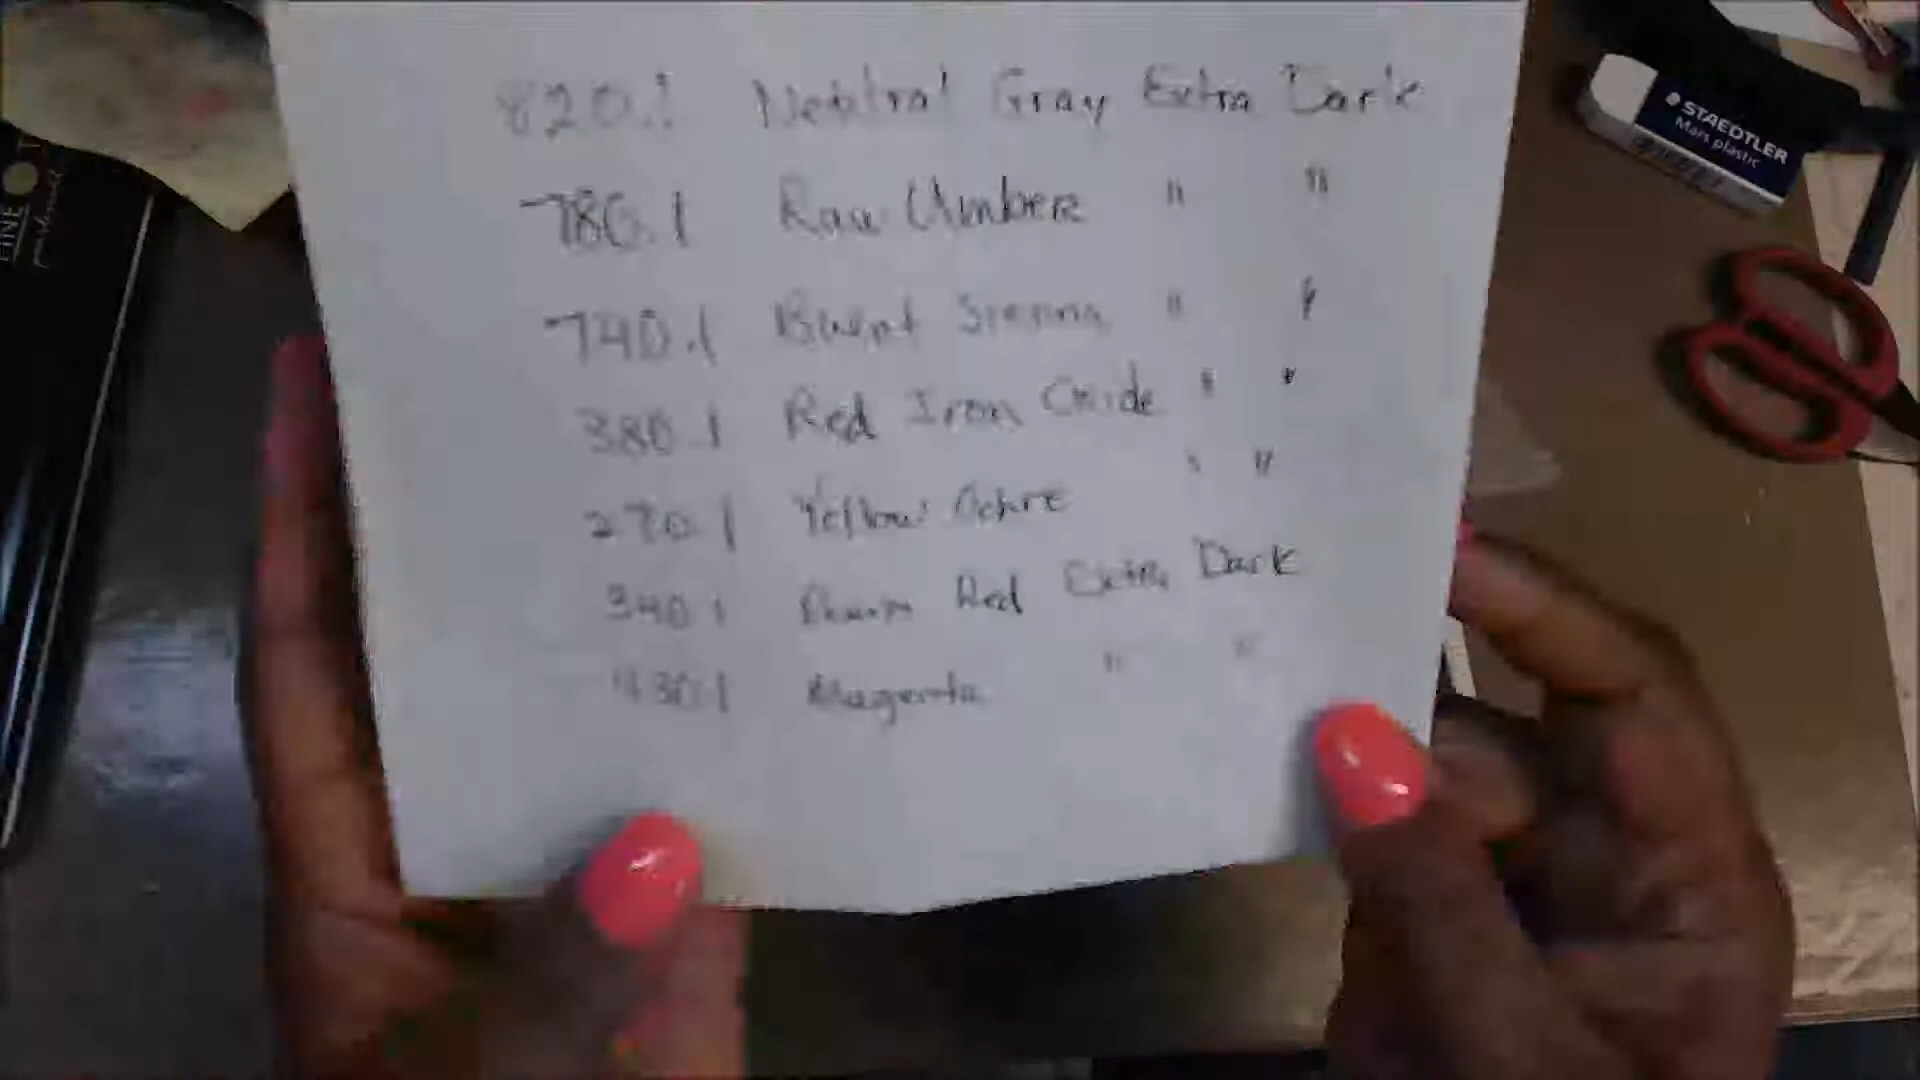 820.1 Neutral Gray Extra Dark
780.1 Raw Umber " "
740.1 Burnt Sienna " "
380.1 Red Iron Oxide " "
270.1 Yellow Ochre " "
340.1 Red Extra Dark
430.1 Magenta " "
STAEDTLER
Mars plastic